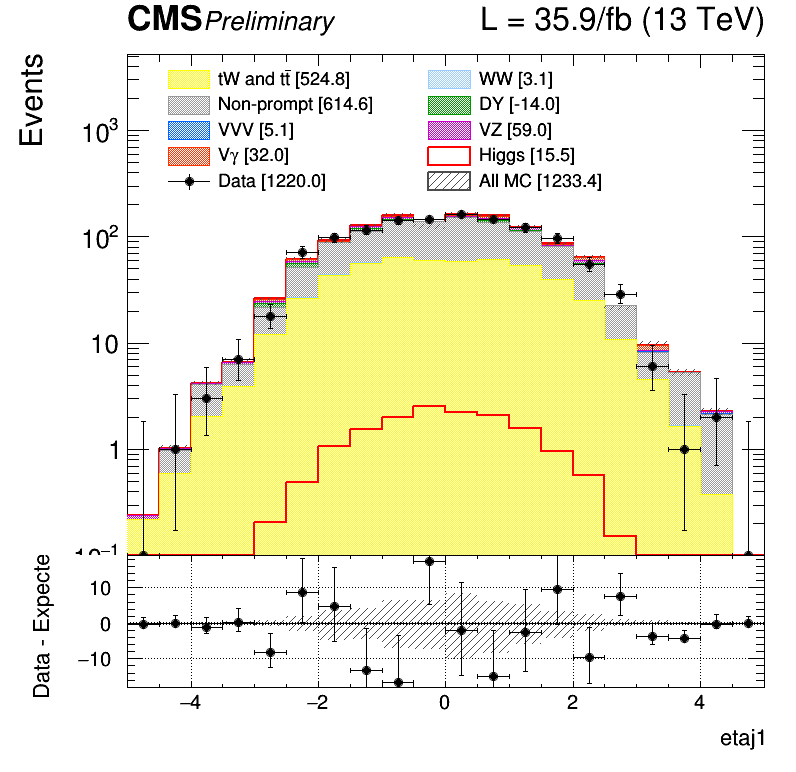 CMS Preliminary L = 35.9/fb (13 TeV)
Events
tW and tt̄ [524.8] WW [3.1]
Non-prompt [614.6] DY [-14.0]
VVV [5.1] VZ [59.0]
Vγ [32.0] Higgs [15.5]
Data [1220.0] All MC [1233.4]
10³
10²
10
1
10⁻¹
Data - Expecte
10
0
−10
−4 −2 0 2 4
etaj1